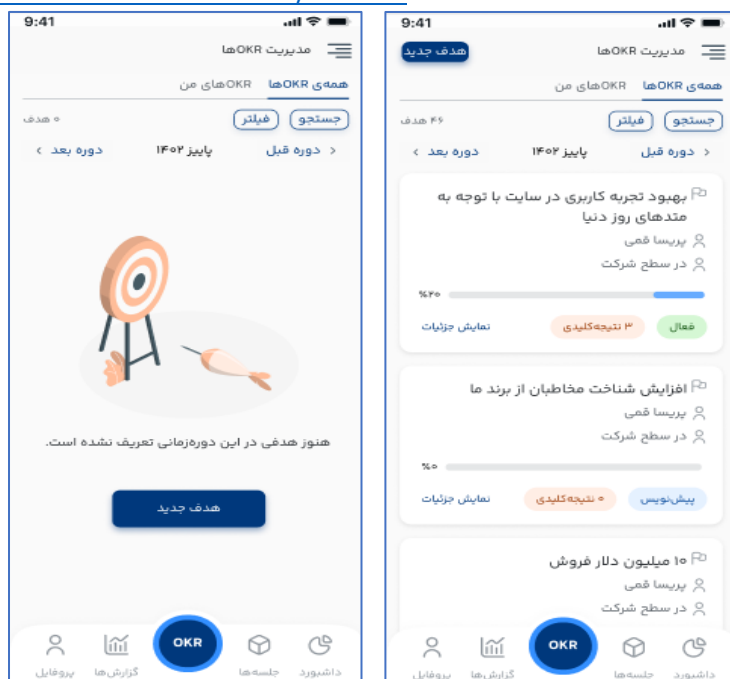 9:41
مدیریت OKRها
همه‌ی OKRها OKRهای من
جستجو فیلتر ۰ هدف
دوره قبل پاییز ۱۴۰۲ دوره بعد
هنوز هدفی در این دوره‌زمانی تعریف نشده است.
هدف جدید
داشبورد جلسه‌ها OKR گزارش‌ها پروفایل
9:41
مدیریت OKRها هدف جدید
همه‌ی OKRها OKRهای من
جستجو فیلتر ۴۶ هدف
دوره قبل پاییز ۱۴۰۲ دوره بعد
بهبود تجربه کاربری در سایت با توجه به
متدهای روز دنیا
پریسا قمی
در سطح شرکت
%۲۰
فعال ۳ نتیجه‌کلیدی نمایش جزئیات
افزایش شناخت مخاطبان از برند ما
پریسا قمی
در سطح شرکت
%۰
پیش‌نویس ۰ نتیجه‌کلیدی نمایش جزئیات
۱۰ میلیون دلار فروش
پریسا قمی
در سطح شرکت
داشبورد جلسه‌ها OKR گزارش‌ها پروفایل